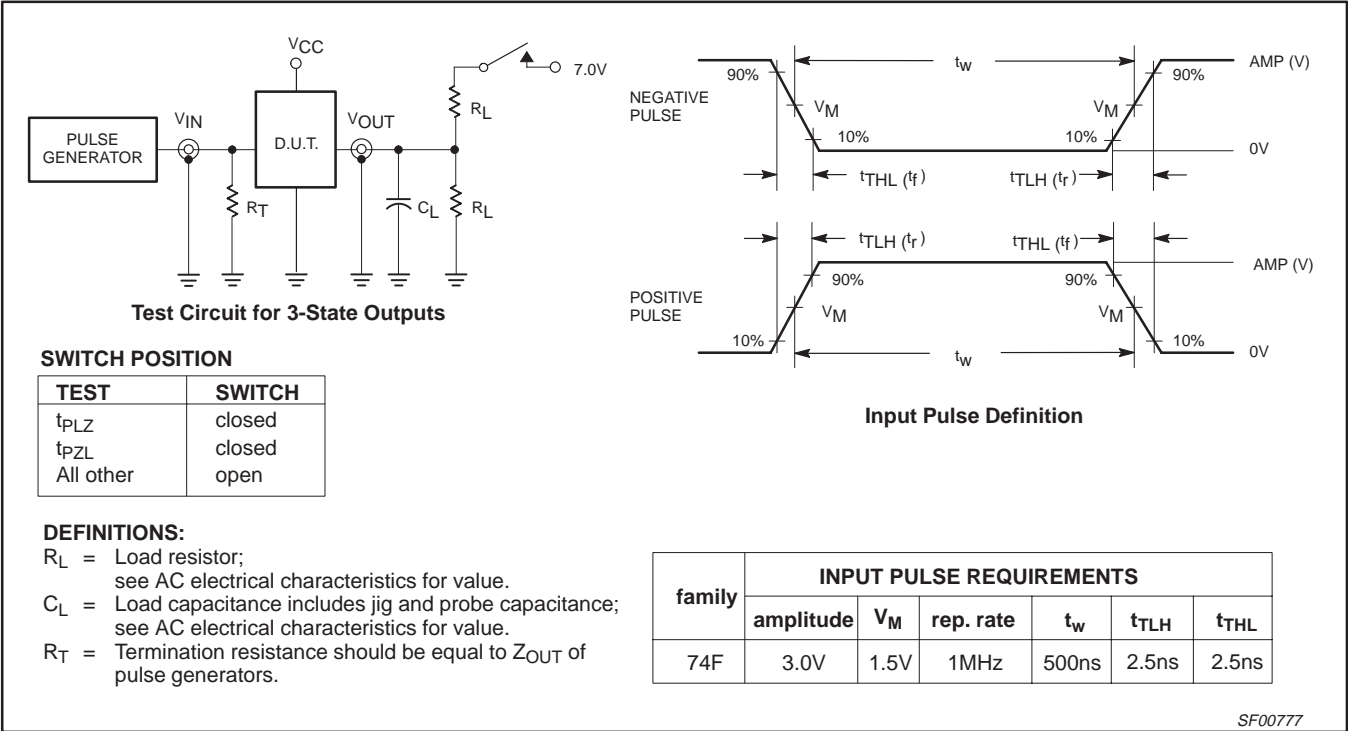 VCC
7.0V
RL
VIN
VOUT
PULSE
GENERATOR
D.U.T.
RT
CL
RL
Test Circuit for 3-State Outputs
NEGATIVE
PULSE
90%
tw
90%
AMP (V)
VM
VM
10%
10%
0V
tTHL (tf)
tTLH (tr)
tTLH (tr)
tTHL (tf)
AMP (V)
90%
90%
POSITIVE
PULSE
VM
VM
10%
10%
tw
0V
Input Pulse Definition
SWITCH POSITION
TEST SWITCH
tPLZ closed
tPZL closed
All other open
DEFINITIONS:
RL = Load resistor;
see AC electrical characteristics for value.
CL = Load capacitance includes jig and probe capacitance;
see AC electrical characteristics for value.
RT = Termination resistance should be equal to ZOUT of
pulse generators.
family INPUT PULSE REQUIREMENTS
amplitude VM rep. rate tw tTLH tTHL
74F 3.0V 1.5V 1MHz 500ns 2.5ns 2.5ns
SF00777